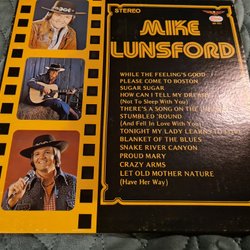 STEREO
MIKE
LUNSFORD
WHILE THE FEELING'S GOOD
PLEASE COME TO BOSTON
SUGAR SUGAR
HOW CAN I TELL MY DREAMS
(Not To Sleep With You)
THERE'S A SONG ON THE
STUMBLED 'ROUND
(And Fell In Love With You)
TONIGHT MY LADY LEARNS TO
BLANKET OF THE BLUES
SNAKE RIVER CANYON
PROUD MARY
CRAZY ARMS
LET OLD MOTHER NATURE
(Have Her Way)